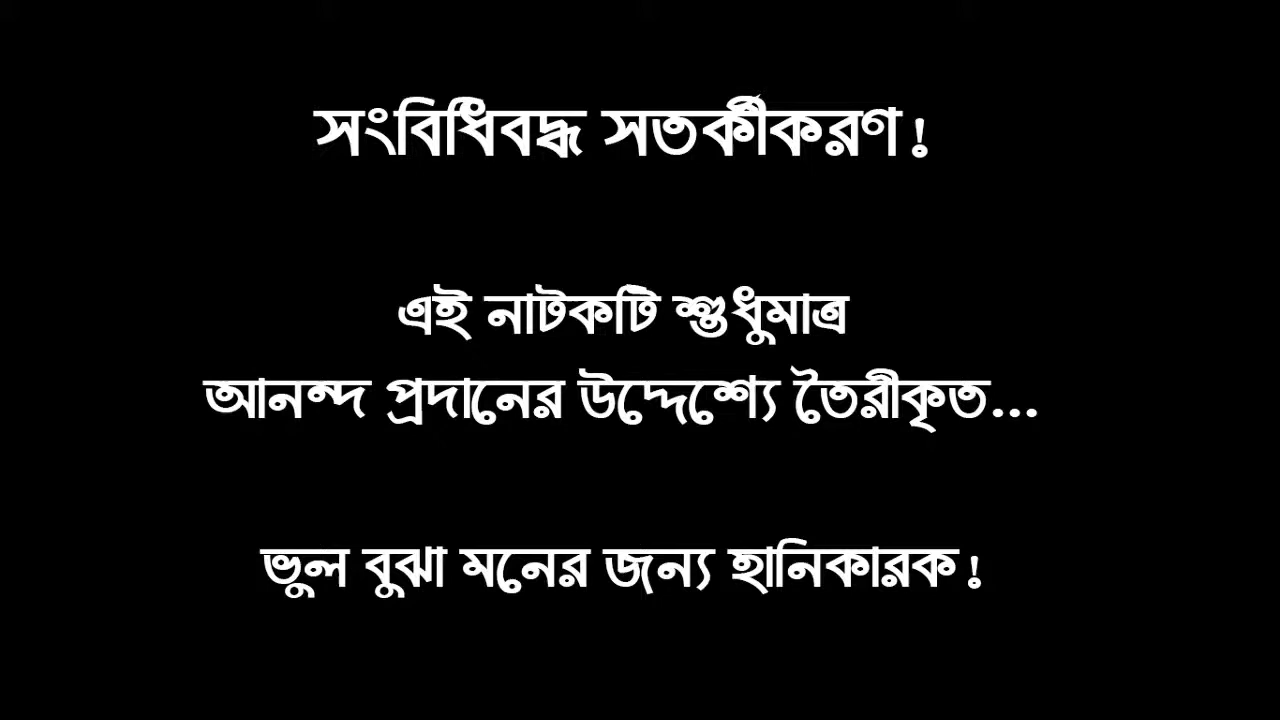 সংবিধিবদ্ধ সতর্কীকরণ!
এই নাটকটি শুধুমাত্র
আনন্দ প্রদানের উদ্দেশ্যে তৈরীকৃত...
ভুল বুঝা মনের জন্য হানিকারক!